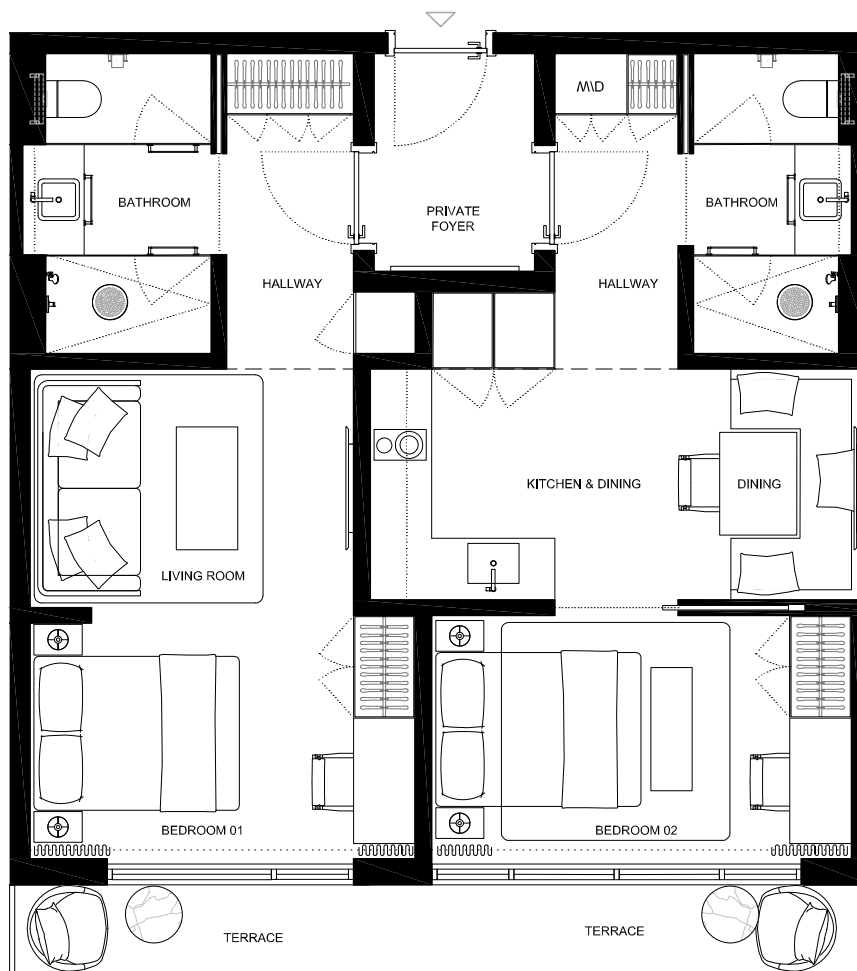 M\D
BATHROOM
BATHROOM
PRIVATE
FOYER
HALLWAY
HALLWAY
KITCHEN & DINING
DINING
LIVING ROOM
BEDROOM 01
BEDROOM 02
TERRACE
TERRACE